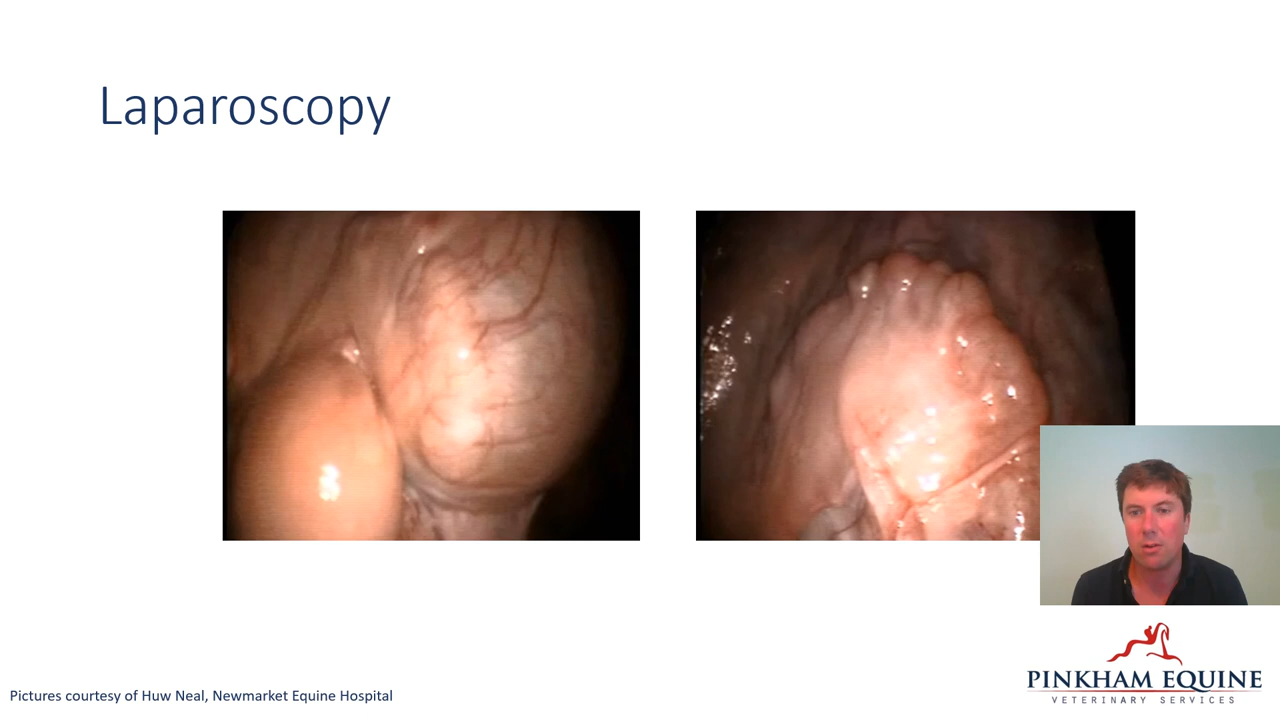 Laparoscopy
PINKHAM EQUINE
VETERINARY SERVICES
Pictures courtesy of Huw Neal, Newmarket Equine Hospital